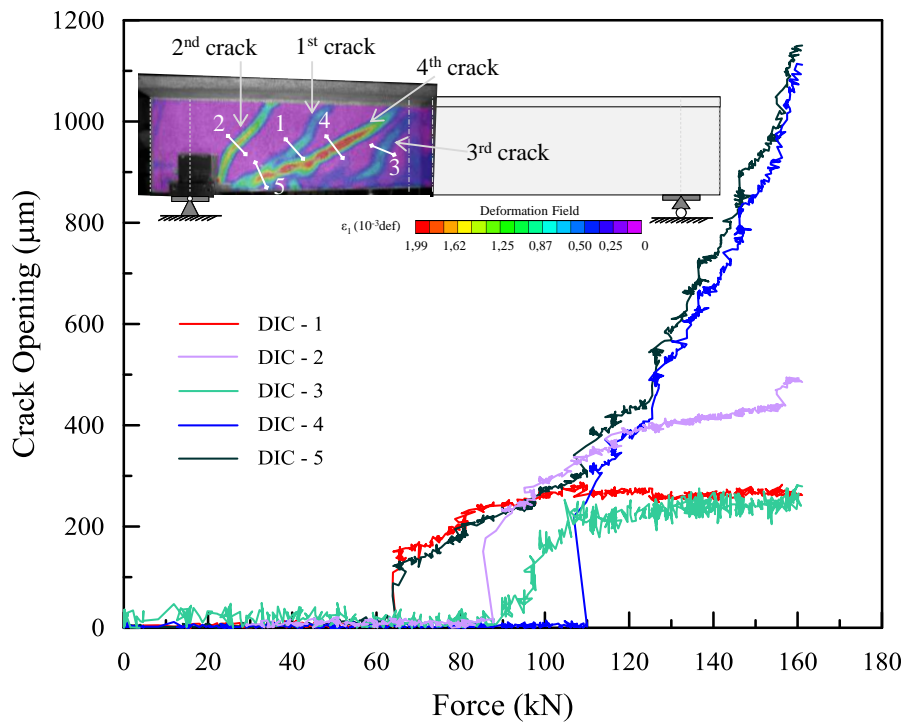 1200
1000
800
600
400
200
0
Crack Opening (μm)
2nd crack
1st crack
4th crack
3rd crack
2
1
4
3
5
Deformation Field
ε1 (10-3def)
1,99 1,62 1,25 0,87 0,50 0,25 0
DIC - 1
DIC - 2
DIC - 3
DIC - 4
DIC - 5
0 20 40 60 80 100 120 140 160 180
Force (kN)